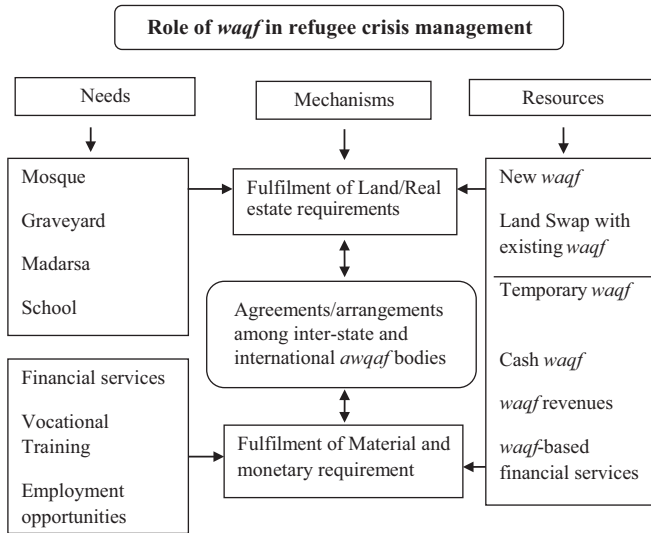 Role of waqf in refugee crisis management
Needs
Mosque
Graveyard
Madarsa
School
Financial services
Vocational
Training
Employment
opportunities
Mechanisms
Fulfilment of Land/Real
estate requirements
Agreements/arrangements
among inter-state and
international awqaf bodies
Fulfilment of Material and
monetary requirement
Resources
New waqf
Land Swap with
existing waqf
Temporary waqf
Cash waqf
waqf revenues
waqf-based
financial services